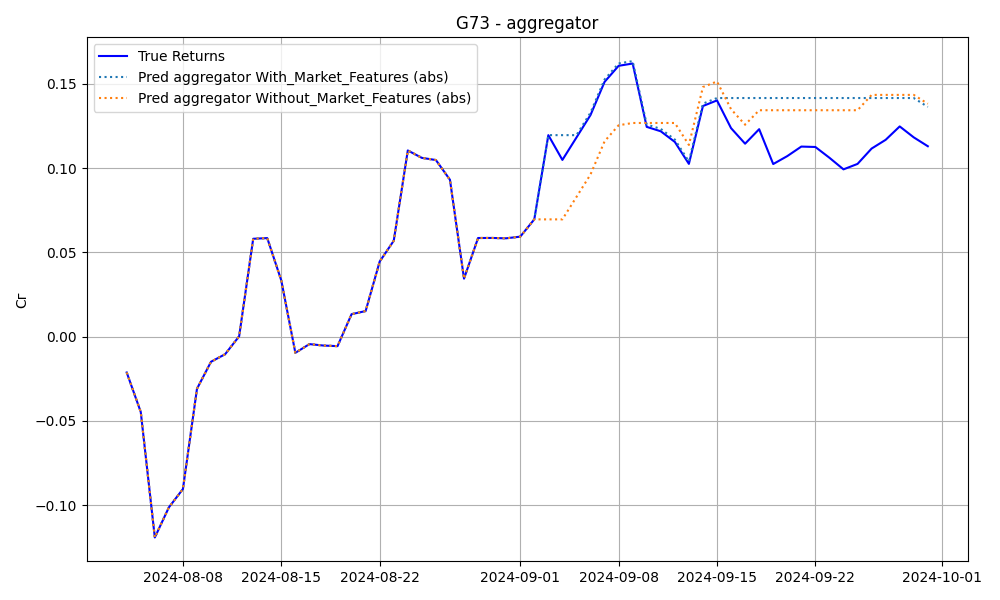 G73 - aggregator
True Returns
Pred aggregator With_Market_Features (abs)
Pred aggregator Without_Market_Features (abs)
Cr
0.15
0.10
0.05
0.00
−0.05
−0.10
2024-08-08 2024-08-15 2024-08-22 2024-09-01 2024-09-08 2024-09-15 2024-09-22 2024-10-01